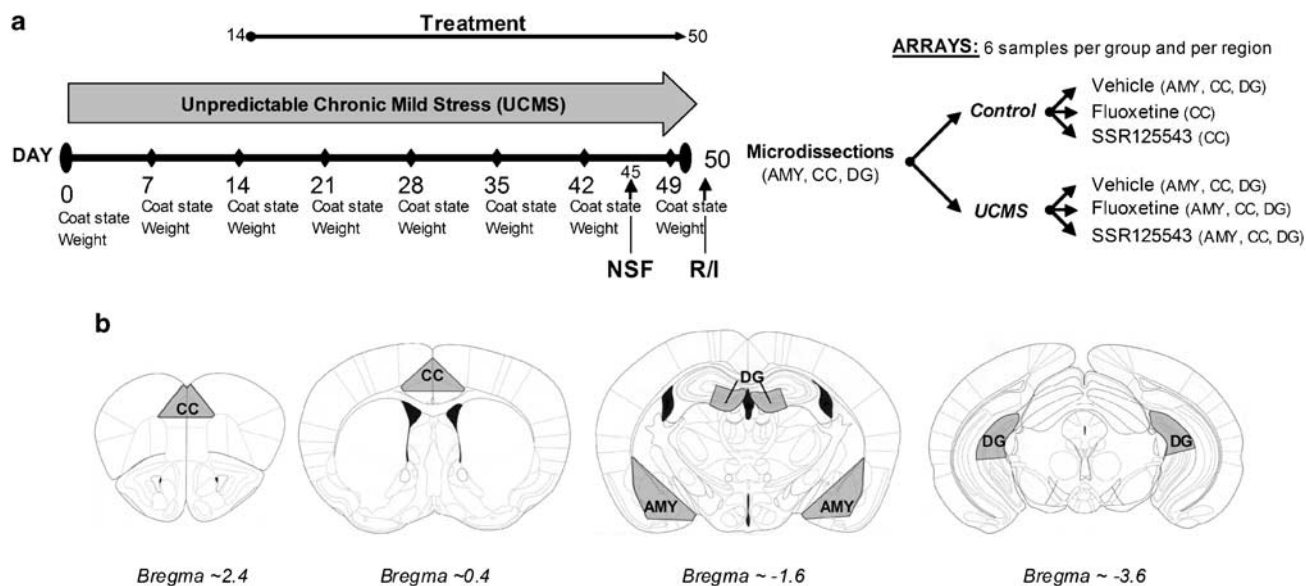 a
Treatment
14 50
ARRAYS: 6 samples per group and per region
Unpredictable Chronic Mild Stress (UCMS)
DAY
0 7 14 21 28 35 42 45 49 50
Coat state Coat state Coat state Coat state Coat state Coat state Coat state Coat state
Weight Weight Weight Weight Weight Weight Weight Weight
NSF R/I
Microdissections
(AMY, CC, DG)
Control
Vehicle (AMY, CC, DG)
Fluoxetine (CC)
SSR125543 (CC)
UCMS
Vehicle (AMY, CC, DG)
Fluoxetine (AMY, CC, DG)
SSR125543 (AMY, CC, DG)
b
CC
CC
DG
AMY AMY
DG DG
Bregma ~2.4 Bregma ~0.4 Bregma ~ -1.6 Bregma ~ -3.6